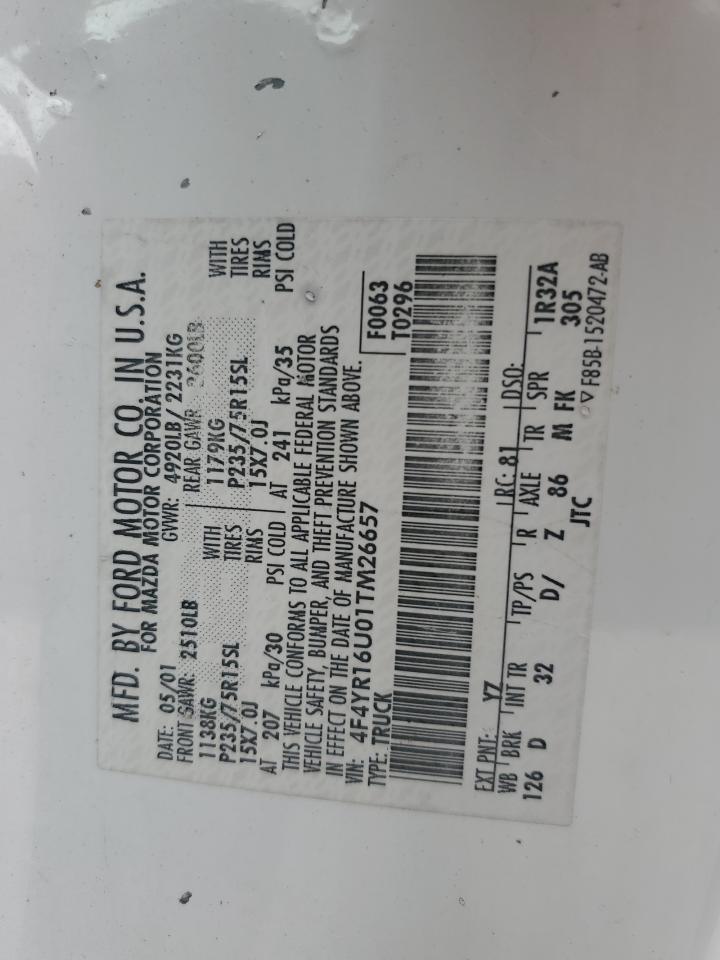 MFD. BY FORD MOTOR CO. IN U.S.A.
FOR MAZDA MOTOR CORPORATION
DATE: 05/01 GVWR: 4920LB/ 2231KG
FRONT GAWR: 2510LB REAR GAWR 2600LB
1138KG WITH 1179KG WITH
P235/75R15SL TIRES P235/75R15SL TIRES
15X7.0J RIMS 15X7.0J RIMS
AT 207 kPa/30 PSI COLD AT 241 kPa/35 PSI COLD
THIS VEHICLE CONFORMS TO ALL APPLICABLE FEDERAL MOTOR
VEHICLE SAFETY, BUMPER, AND THEFT PREVENTION STANDARDS
IN EFFECT ON THE DATE OF MANUFACTURE SHOWN ABOVE.
VIN: 4F4YR16U01TM26657 F0063
TYPE: TRUCK T0296
EXT PNT: YZ RC: 81 DSO:
WB BRK INT TR TP/PS R AXLE TR SPR 1R32A
126 D 32 D/ Z 86 M FK 305
JTC
▽ F85B-1520472-AB